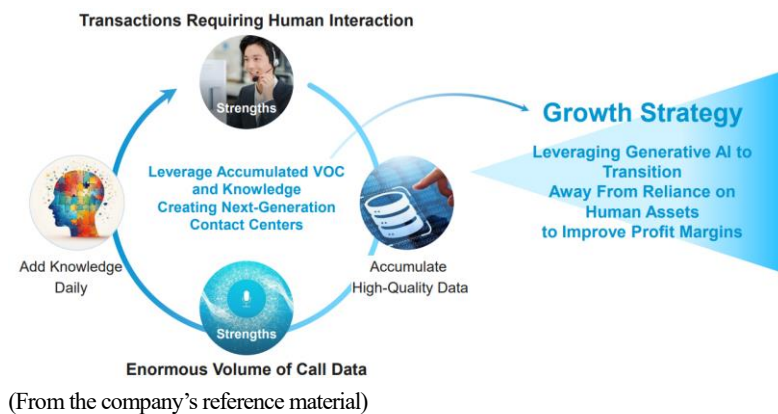 Transactions Requiring Human Interaction
Strengths
Growth Strategy
Leveraging Generative AI to
Transition
Away From Reliance on
Human Assets
to Improve Profit Margins
Leverage Accumulated VOC
and Knowledge
Creating Next-Generation
Contact Centers
Add Knowledge
Daily
Accumulate
High-Quality Data
Strengths
Enormous Volume of Call Data
(From the company’s reference material)